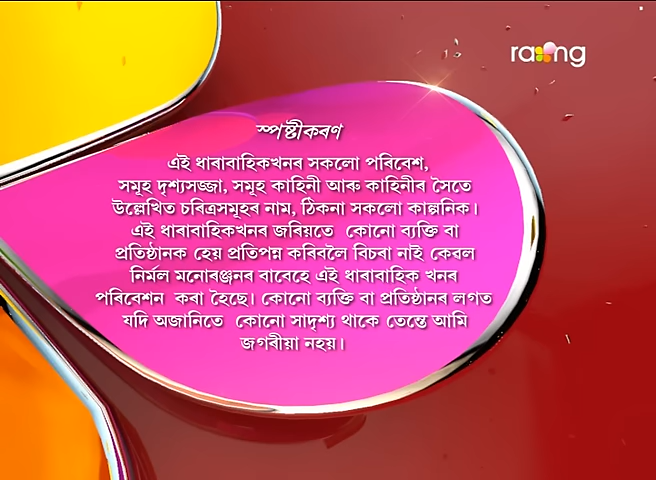 raong
স্পষ্টীকৰণ
এই ধাৰাবাহিকখনৰ সকলো পৰিবেশ,
সমূহ দৃশ্যসজ্জা, সমূহ কাহিনী আৰু কাহিনীৰ সৈতে
উল্লেখিত চৰিত্ৰসমূহৰ নাম, ঠিকনা সকলো কাল্পনিক।
এই ধাৰাবাহিকখনৰ জৰিয়তে কোনো ব্যক্তি বা
প্ৰতিষ্ঠানক হেয় প্ৰতিপন্ন কৰিবলৈ বিচৰা নাই কেৱল
নিৰ্মল মনোৰঞ্জনৰ বাবেহে এই ধাৰাবাহিক খনৰ
পৰিবেশন কৰা হৈছে। কোনো ব্যক্তি বা প্ৰতিষ্ঠানৰ লগত
যদি অজানিতে কোনো সাদৃশ্য থাকে তেন্তে আমি
জগৰীয়া নহয়।